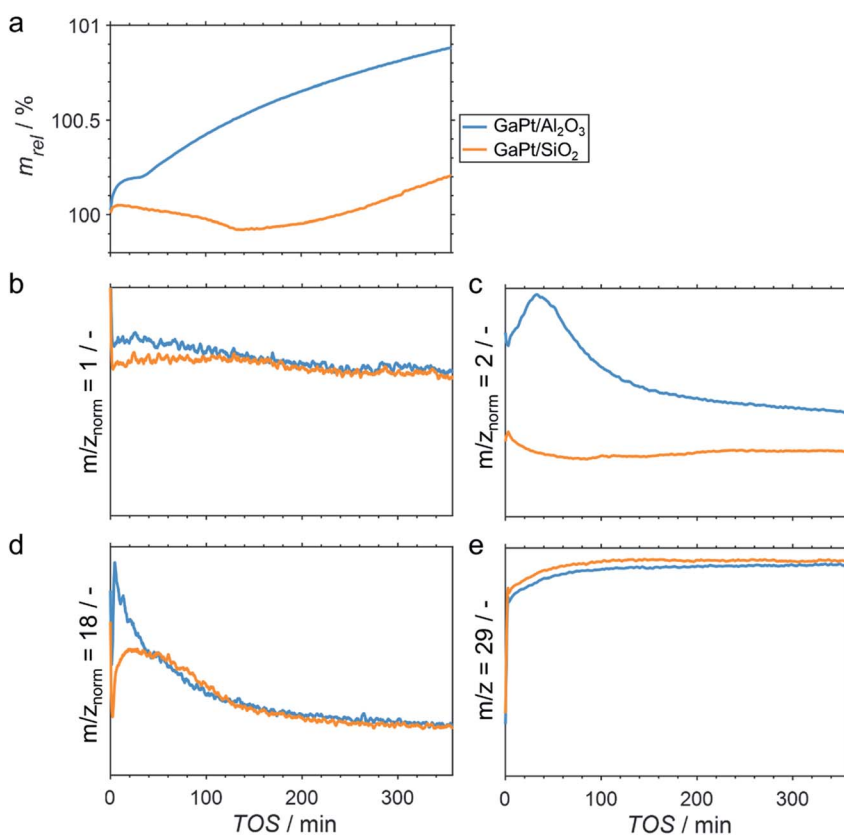 a
101
100.5
100
m_rel / %
GaPt/Al₂O₃
GaPt/SiO₂
b
m/z_norm = 1 / -
c
m/z_norm = 2 / -
d
m/z_norm = 18 / -
0
100
200
300
TOS / min
e
m/z = 29 / -
0
100
200
300
TOS / min